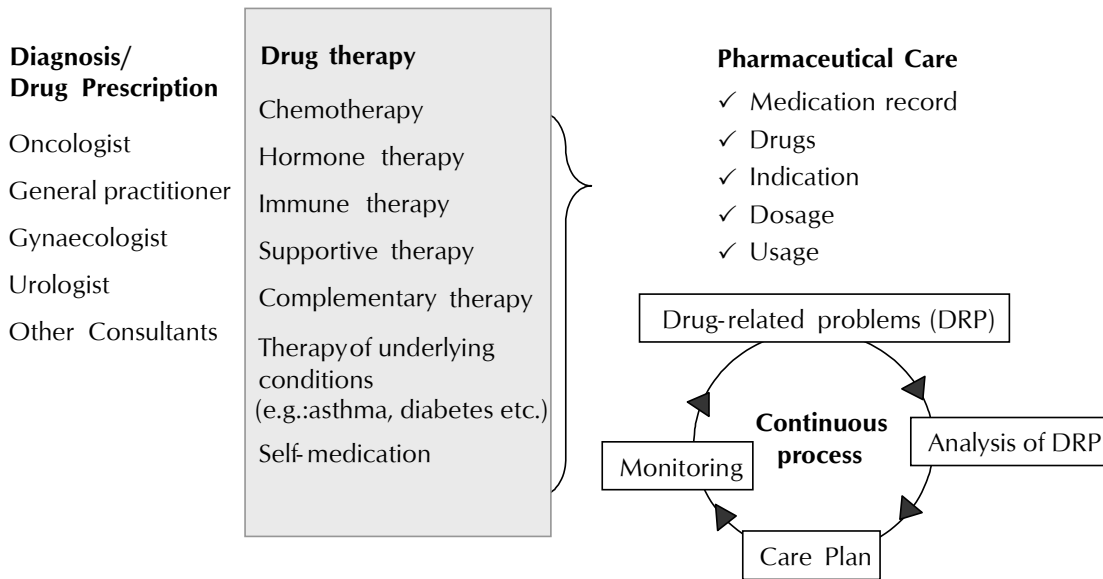 Diagnosis/
Drug Prescription
Oncologist
General practitioner
Gynaecologist
Urologist
Other Consultants
Drug therapy
Chemotherapy
Hormone therapy
Immune therapy
Supportive therapy
Complementary therapy
Therapy of underlying
conditions
(e.g.:asthma, diabetes etc.)
Self-medication
Pharmaceutical Care
✓ Medication record
✓ Drugs
✓ Indication
✓ Dosage
✓ Usage
Drug-related problems (DRP)
Analysis of DRP
Care Plan
Monitoring
Continuous
process